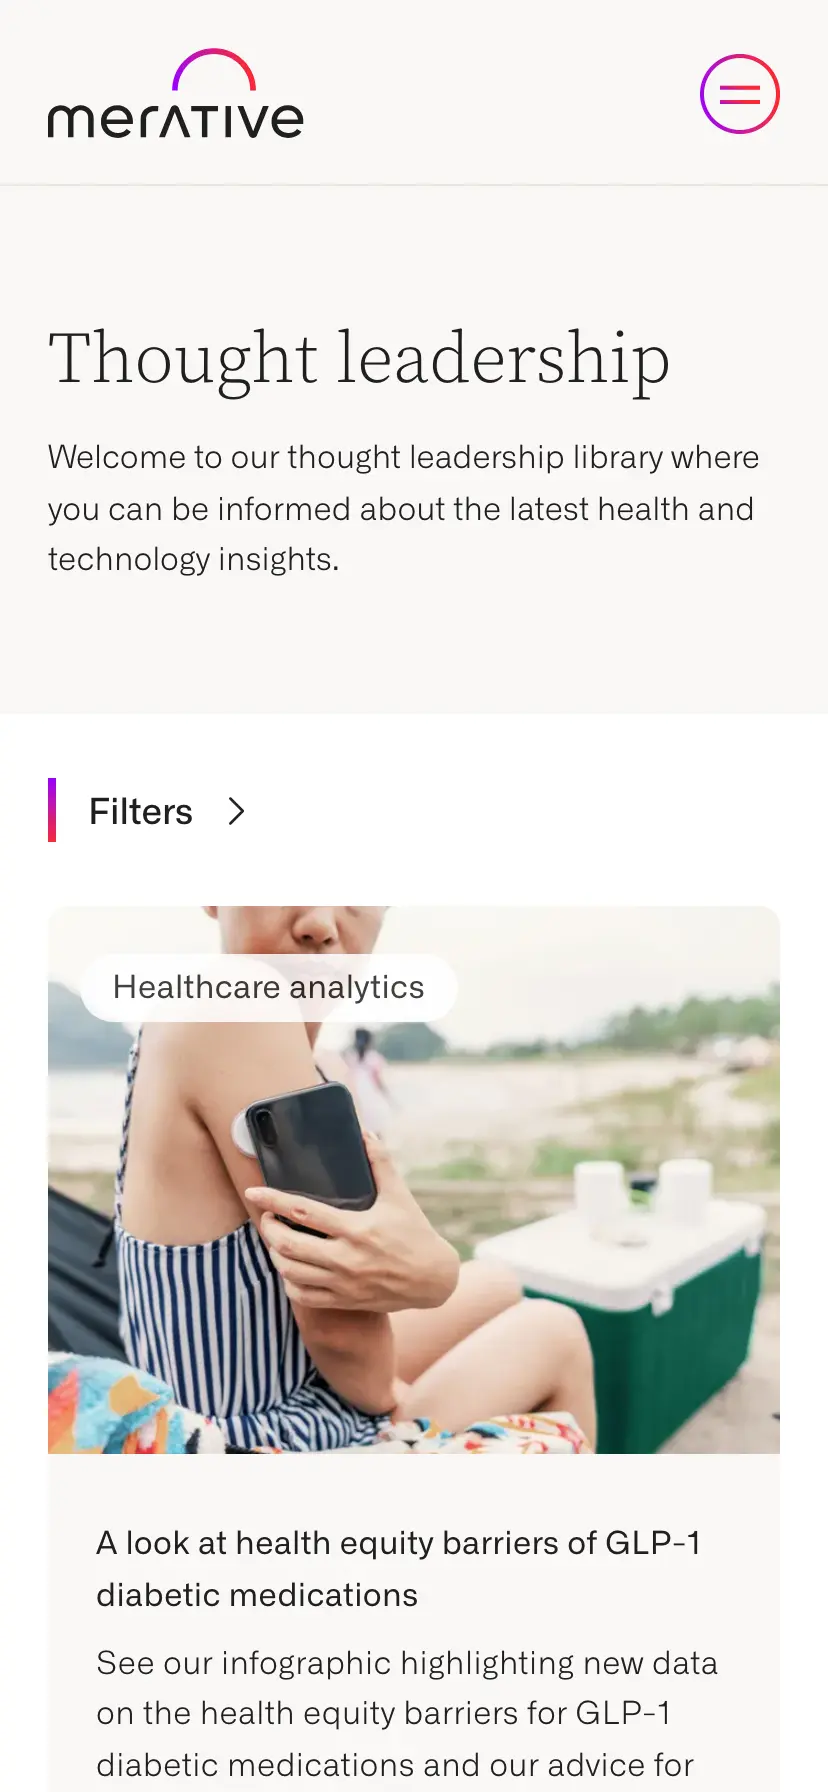 merative
Thought leadership
Welcome to our thought leadership library where
you can be informed about the latest health and
technology insights.
Filters
Healthcare analytics
A look at health equity barriers of GLP-1
diabetic medications
See our infographic highlighting new data
on the health equity barriers for GLP-1
diabetic medications and our advice for